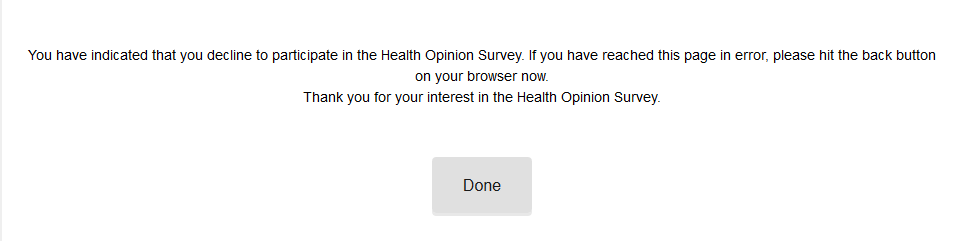 You have indicated that you decline to participate in the Health Opinion Survey. If you have reached this page in error, please hit the back button
on your browser now.
Thank you for your interest in the Health Opinion Survey.
Done